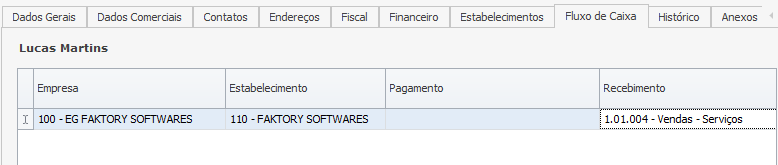 Dados Gerais Dados Comerciais Contatos Endereços Fiscal Financeiro Estabelecimentos Fluxo de Caixa Histórico Anexos
Lucas Martins
Empresa Estabelecimento Pagamento Recebimento
100 - EG FAKTORY SOFTWARES 110 - FAKTORY SOFTWARES 1.01.004 - Vendas - Serviços